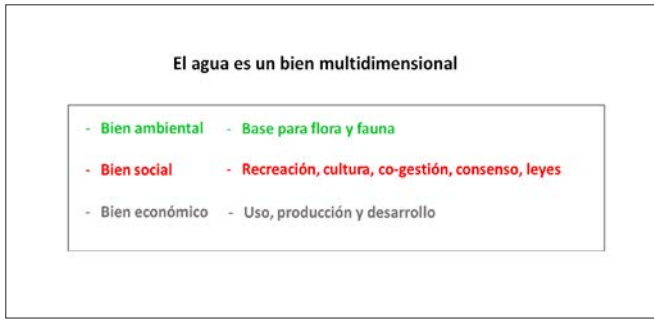 El agua es un bien multidimensional
- Bien ambiental - Base para flora y fauna
- Bien social - Recreación, cultura, co-gestión, consenso, leyes
- Bien económico - Uso, producción y desarrollo